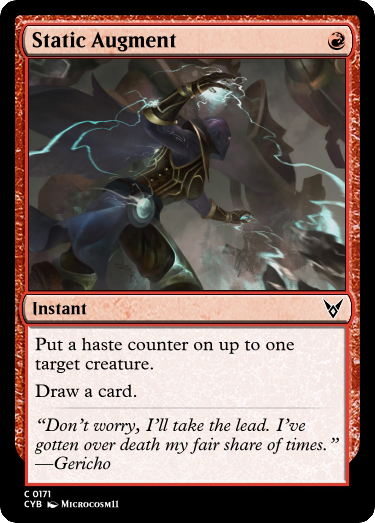 Static Augment
Instant
Put a haste counter on up to one
target creature.
Draw a card.
“Don’t worry, I’ll take the lead. I’ve
gotten over death my fair share of times.”
—Gericho
C 0171
CYB Microcosm11